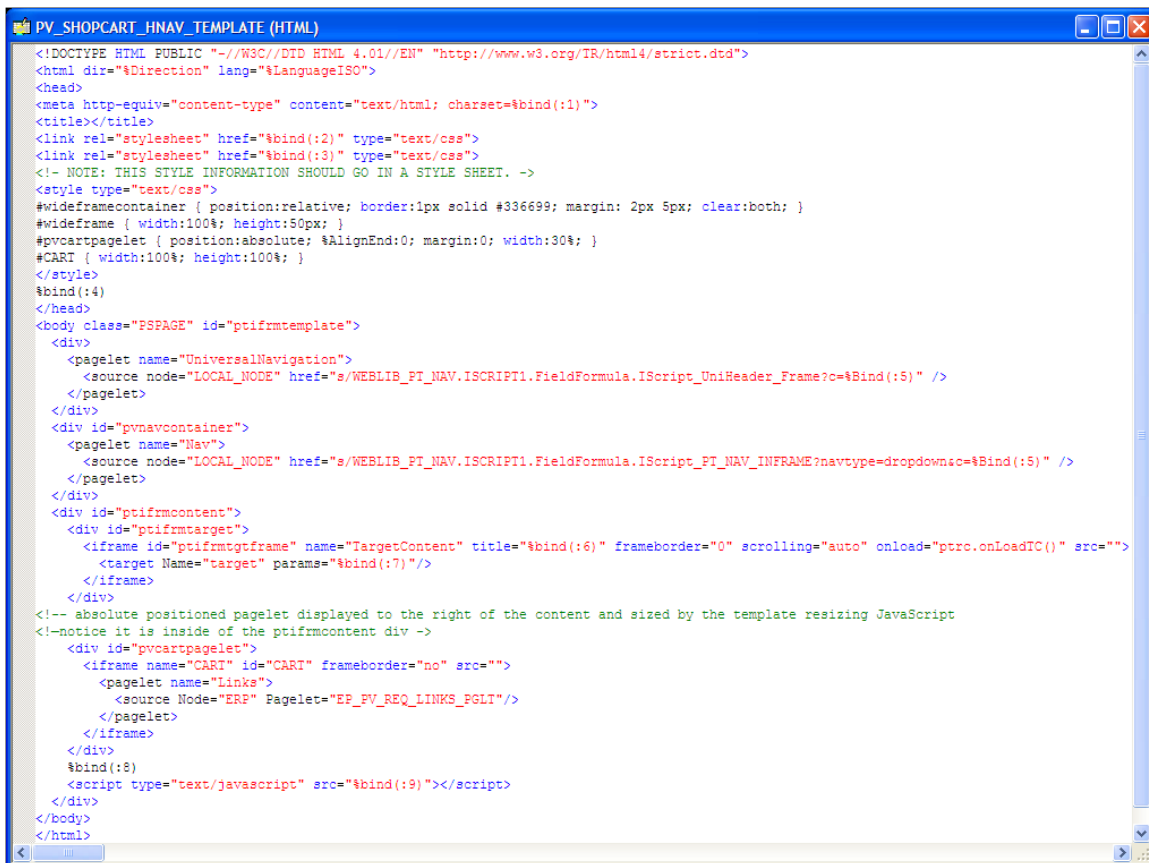 PV_SHOPCART_HNAV_TEMPLATE (HTML)
<!DOCTYPE HTML PUBLIC "-//W3C//DTD HTML 4.01//EN" "http://www.w3.org/TR/html4/strict.dtd">
<html dir="%Direction" lang="%LanguageISO">
<head>
<meta http-equiv="content-type" content="text/html; charset=%bind(:1)">
<title></title>
<link rel="stylesheet" href="%bind(:2)" type="text/css">
<link rel="stylesheet" href="%bind(:3)" type="text/css">
<!- NOTE: THIS STYLE INFORMATION SHOULD GO IN A STYLE SHEET. ->
<style type="text/css">
#wideframecontainer { position:relative; border:1px solid #336699; margin: 2px 5px; clear:both; }
#wideframe { width:100%; height:50px; }
#pvcartpagelet { position:absolute; %AlignEnd:0; margin:0; width:30%; }
#CART { width:100%; height:100%; }
</style>
%bind(:4)
</head>
<body class="PSPAGE" id="ptifrmtemplate">
<div>
<pagelet name="UniversalNavigation">
<source node="LOCAL_NODE" href="s/WEBLIB_PT_NAV.ISCRIPT1.FieldFormula.IScript_UniHeader_Frame?c=%Bind(:5)" />
</pagelet>
</div>
<div id="pvnavcontainer">
<pagelet name="Nav">
<source node="LOCAL_NODE" href="s/WEBLIB_PT_NAV.ISCRIPT1.FieldFormula.IScript_PT_NAV_INFRAME?navtype=dropdown&c=%Bind(:5)" />
</pagelet>
</div>
<div id="ptifrmcontent">
<div id="ptifrmtarget">
<iframe id="ptifrmtgtframe" name="TargetContent" title="%bind(:6)" frameborder="0" scrolling="auto" onload="ptrc.onLoadTC()" src="">
<target Name="target" params="%bind(:7)"/>
</iframe>
</div>
<!-- absolute positioned pagelet displayed to the right of the content and sized by the template resizing JavaScript
<!—notice it is inside of the ptifrmcontent div ->
<div id="pvcartpagelet">
<iframe name="CART" id="CART" frameborder="no" src="">
<pagelet name="Links">
<source Node="ERP" Pagelet="EP_PV_REQ_LINKS_PGLT"/>
</pagelet>
</iframe>
</div>
%bind(:8)
<script type="text/javascript" src="%bind(:9)"></script>
</div>
</body>
</html>